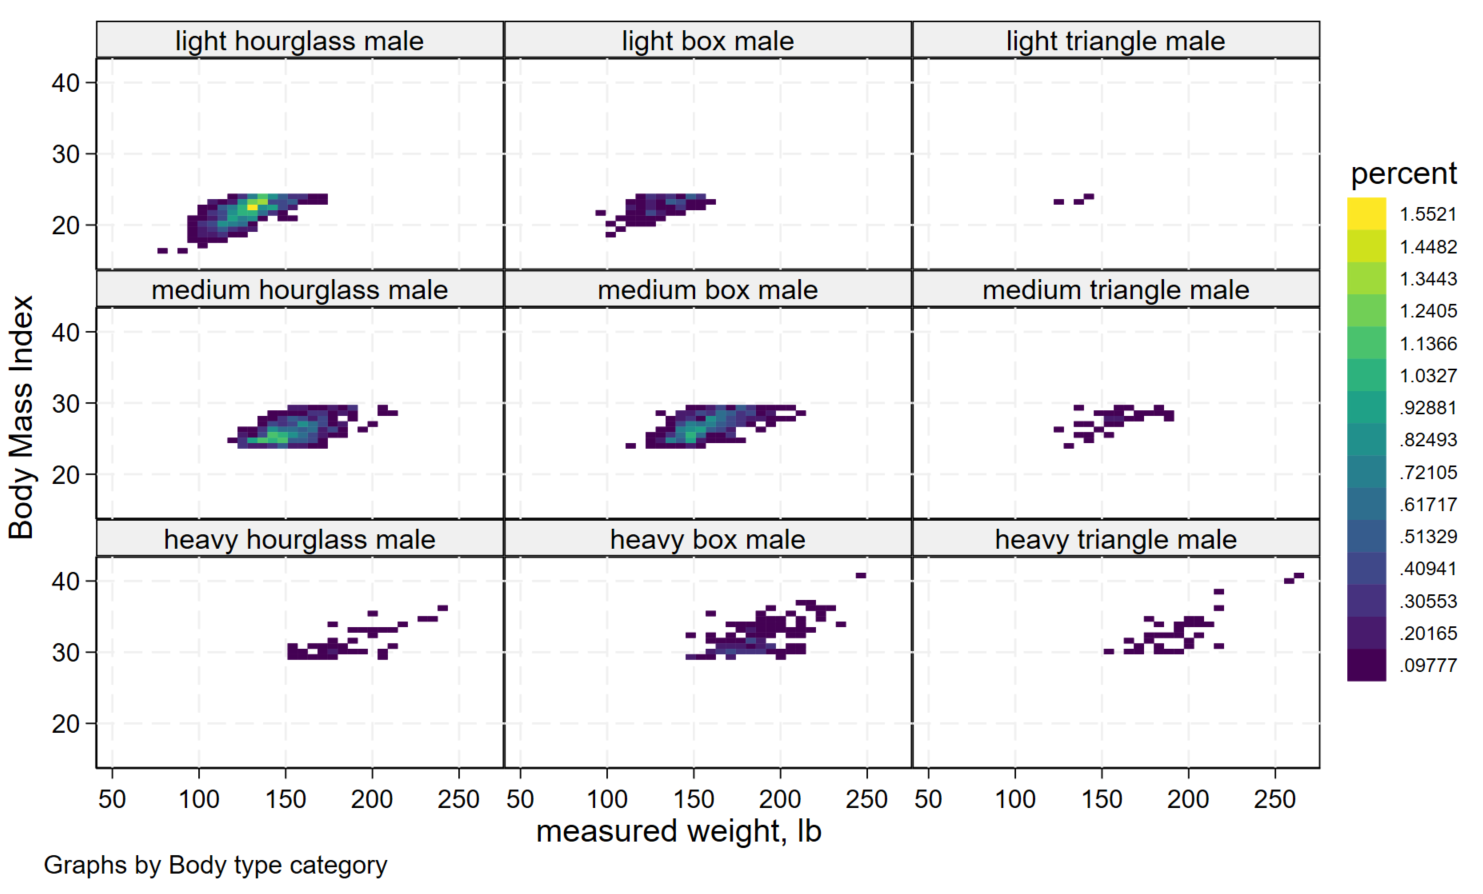 light hourglass male
light box male
light triangle male
40
30
20
medium hourglass male
medium box male
medium triangle male
40
30
20
heavy hourglass male
heavy box male
heavy triangle male
40
30
20
50 100 150 200 250
50 100 150 200 250
50 100 150 200 250
Body Mass Index
measured weight, lb
Graphs by Body type category
percent
1.5521
1.4482
1.3443
1.2405
1.1366
1.0327
.92881
.82493
.72105
.61717
.51329
.40941
.30553
.20165
.09777